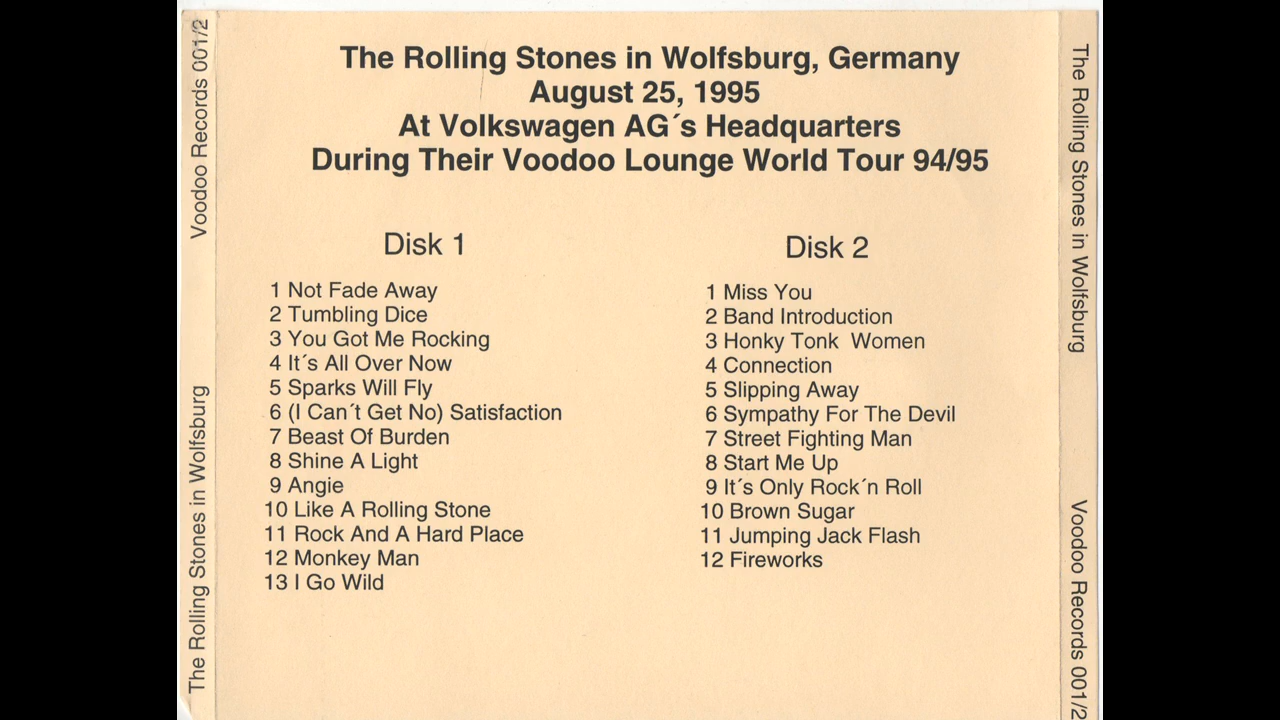 The Rolling Stones in Wolfsburg, Germany
August 25, 1995
At Volkswagen AG´s Headquarters
During Their Voodoo Lounge World Tour 94/95
Disk 1
1 Not Fade Away
2 Tumbling Dice
3 You Got Me Rocking
4 It´s All Over Now
5 Sparks Will Fly
6 (I Can´t Get No) Satisfaction
7 Beast Of Burden
8 Shine A Light
9 Angie
10 Like A Rolling Stone
11 Rock And A Hard Place
12 Monkey Man
13 I Go Wild
Disk 2
1 Miss You
2 Band Introduction
3 Honky Tonk  Women
4 Connection
5 Slipping Away
6 Sympathy For The Devil
7 Street Fighting Man
8 Start Me Up
9 It´s Only Rock´n Roll
10 Brown Sugar
11 Jumping Jack Flash
12 Fireworks
The Rolling Stones in Wolfsburg
Voodoo Records 001/2
The Rolling Stones in Wolfsburg
Voodoo Records 001/2